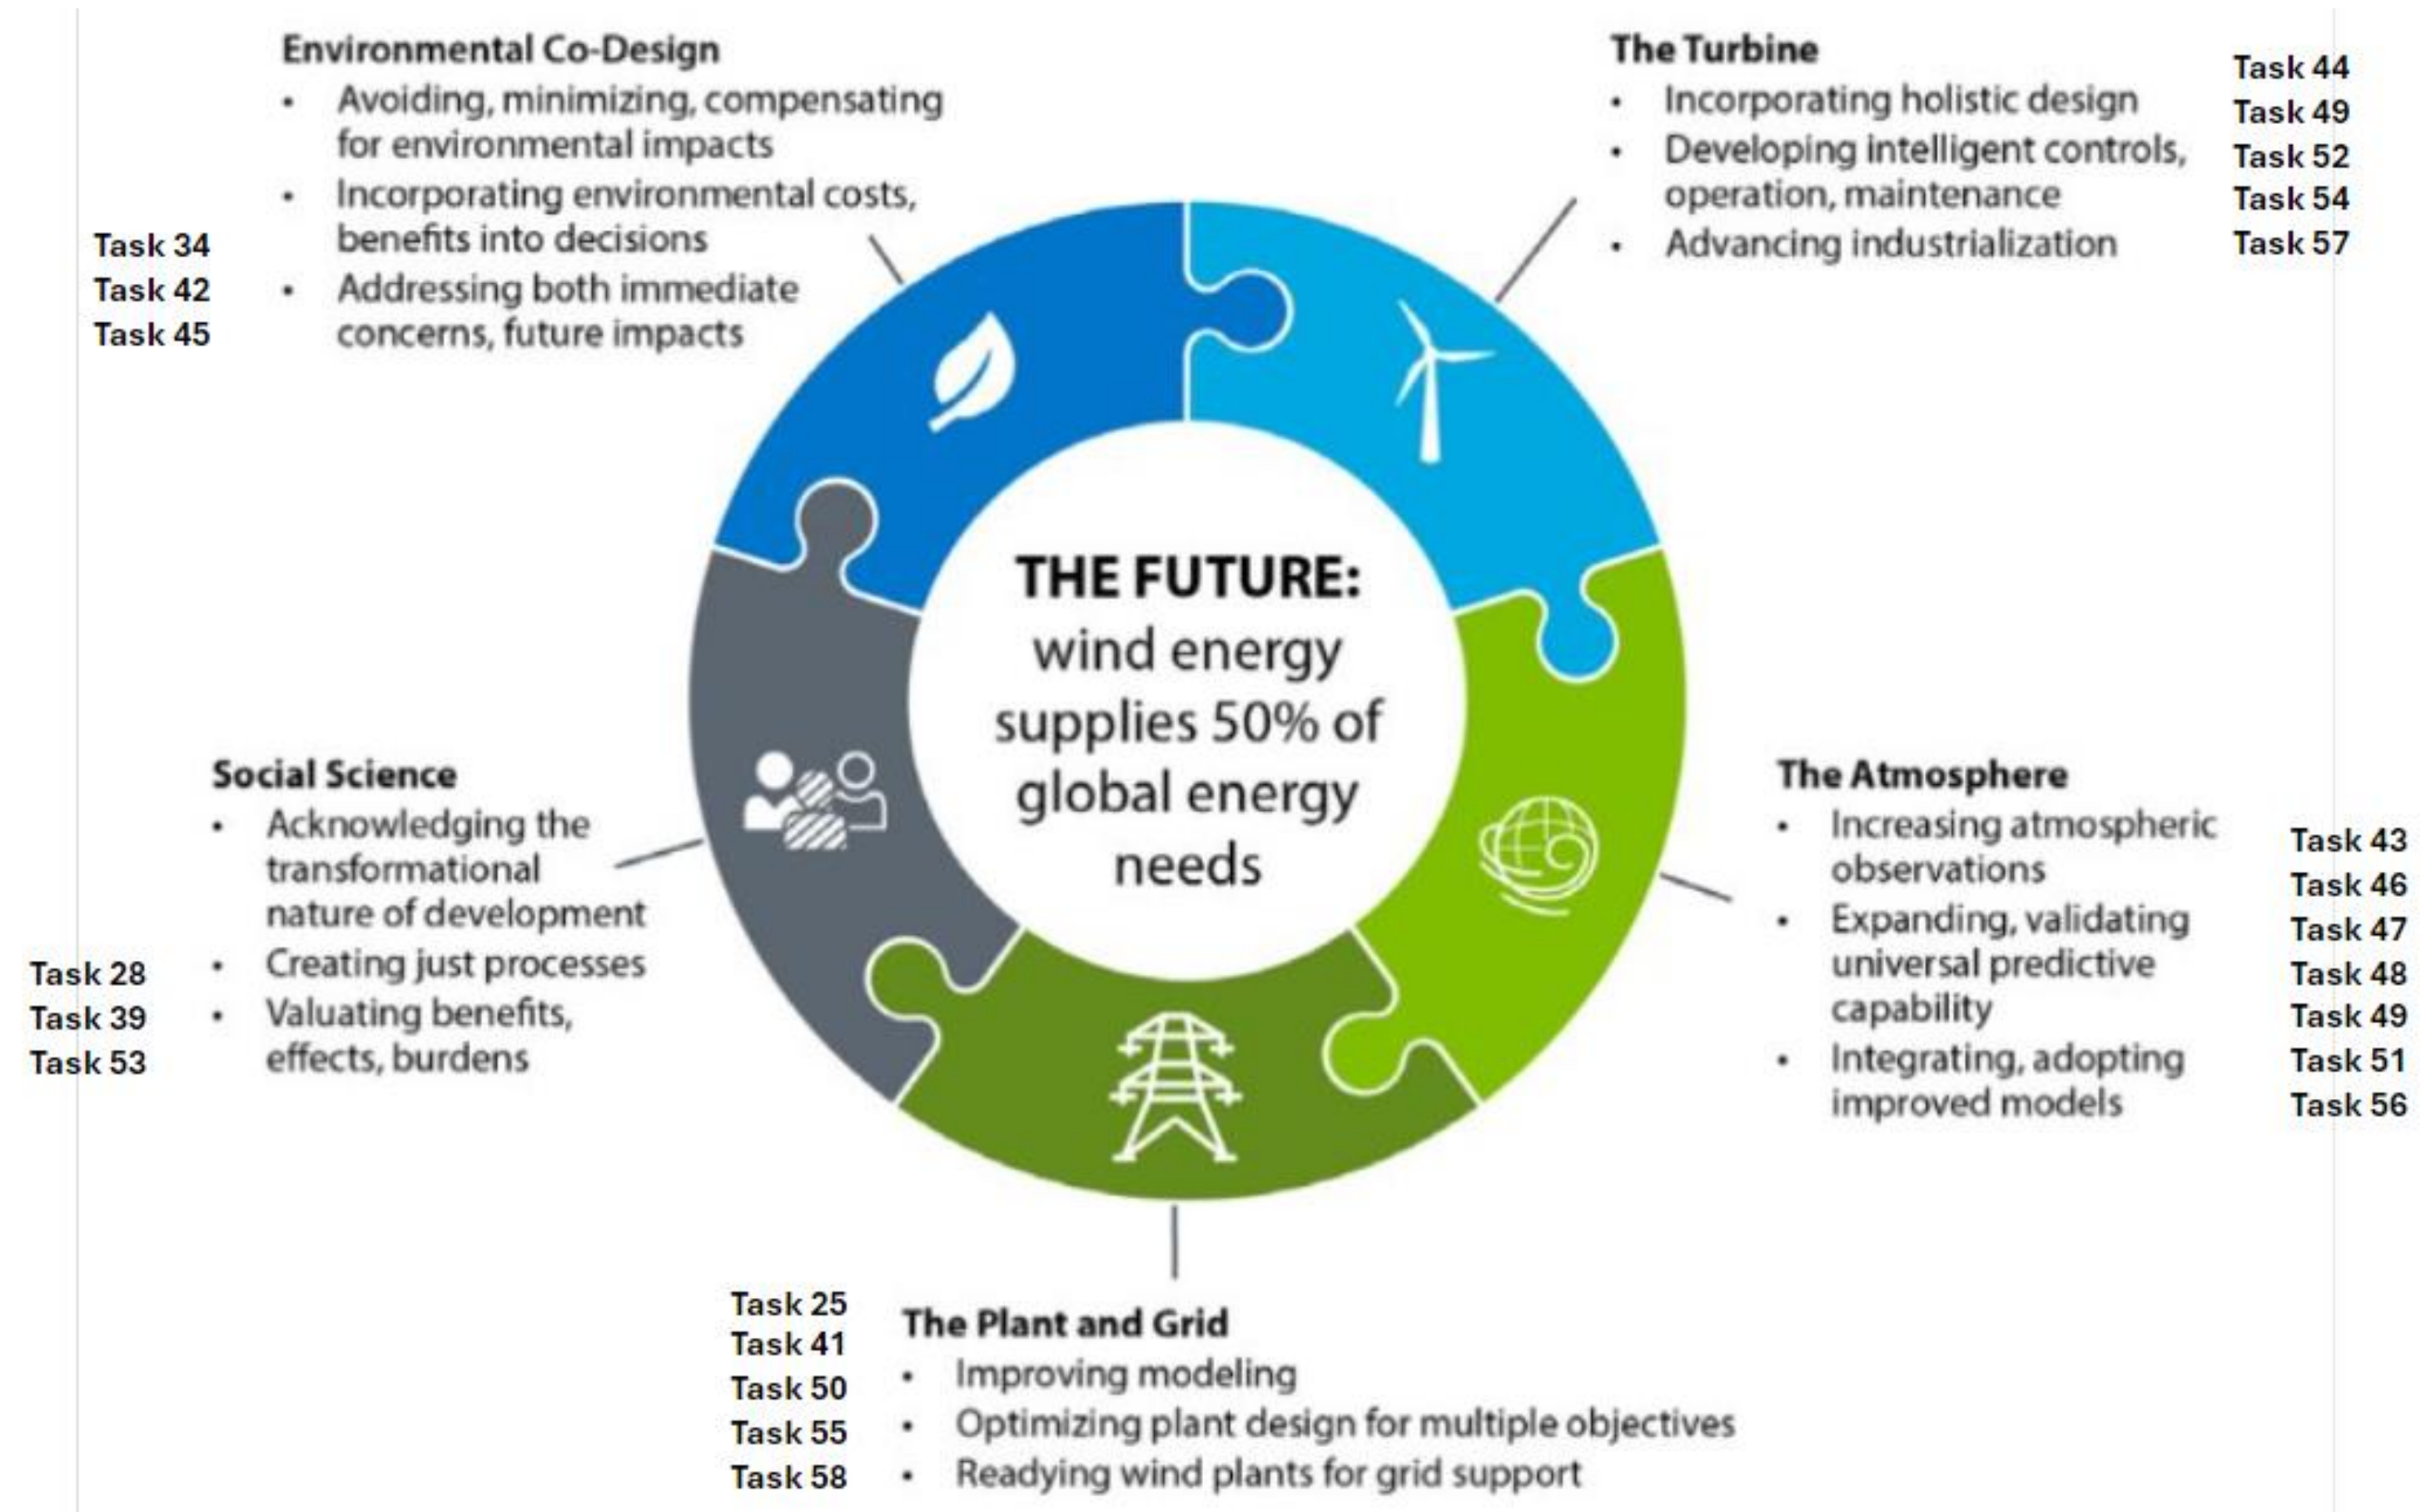 Environmental Co-Design
• Avoiding, minimizing, compensating
for environmental impacts
• Incorporating environmental costs,
benefits into decisions
• Addressing both immediate
concerns, future impacts
Task 34
Task 42
Task 45
The Turbine
• Incorporating holistic design
• Developing intelligent controls,
operation, maintenance
• Advancing industrialization
Task 44
Task 49
Task 52
Task 54
Task 57
THE FUTURE:
wind energy
supplies 50% of
global energy
needs
Social Science
• Acknowledging the
transformational
nature of development
• Creating just processes
• Valuating benefits,
effects, burdens
Task 28
Task 39
Task 53
The Atmosphere
• Increasing atmospheric
observations
• Expanding, validating
universal predictive
capability
• Integrating, adopting
improved models
Task 43
Task 46
Task 47
Task 48
Task 49
Task 51
Task 56
Task 25
Task 41
Task 50
Task 55
Task 58
The Plant and Grid
• Improving modeling
• Optimizing plant design for multiple objectives
• Readying wind plants for grid support